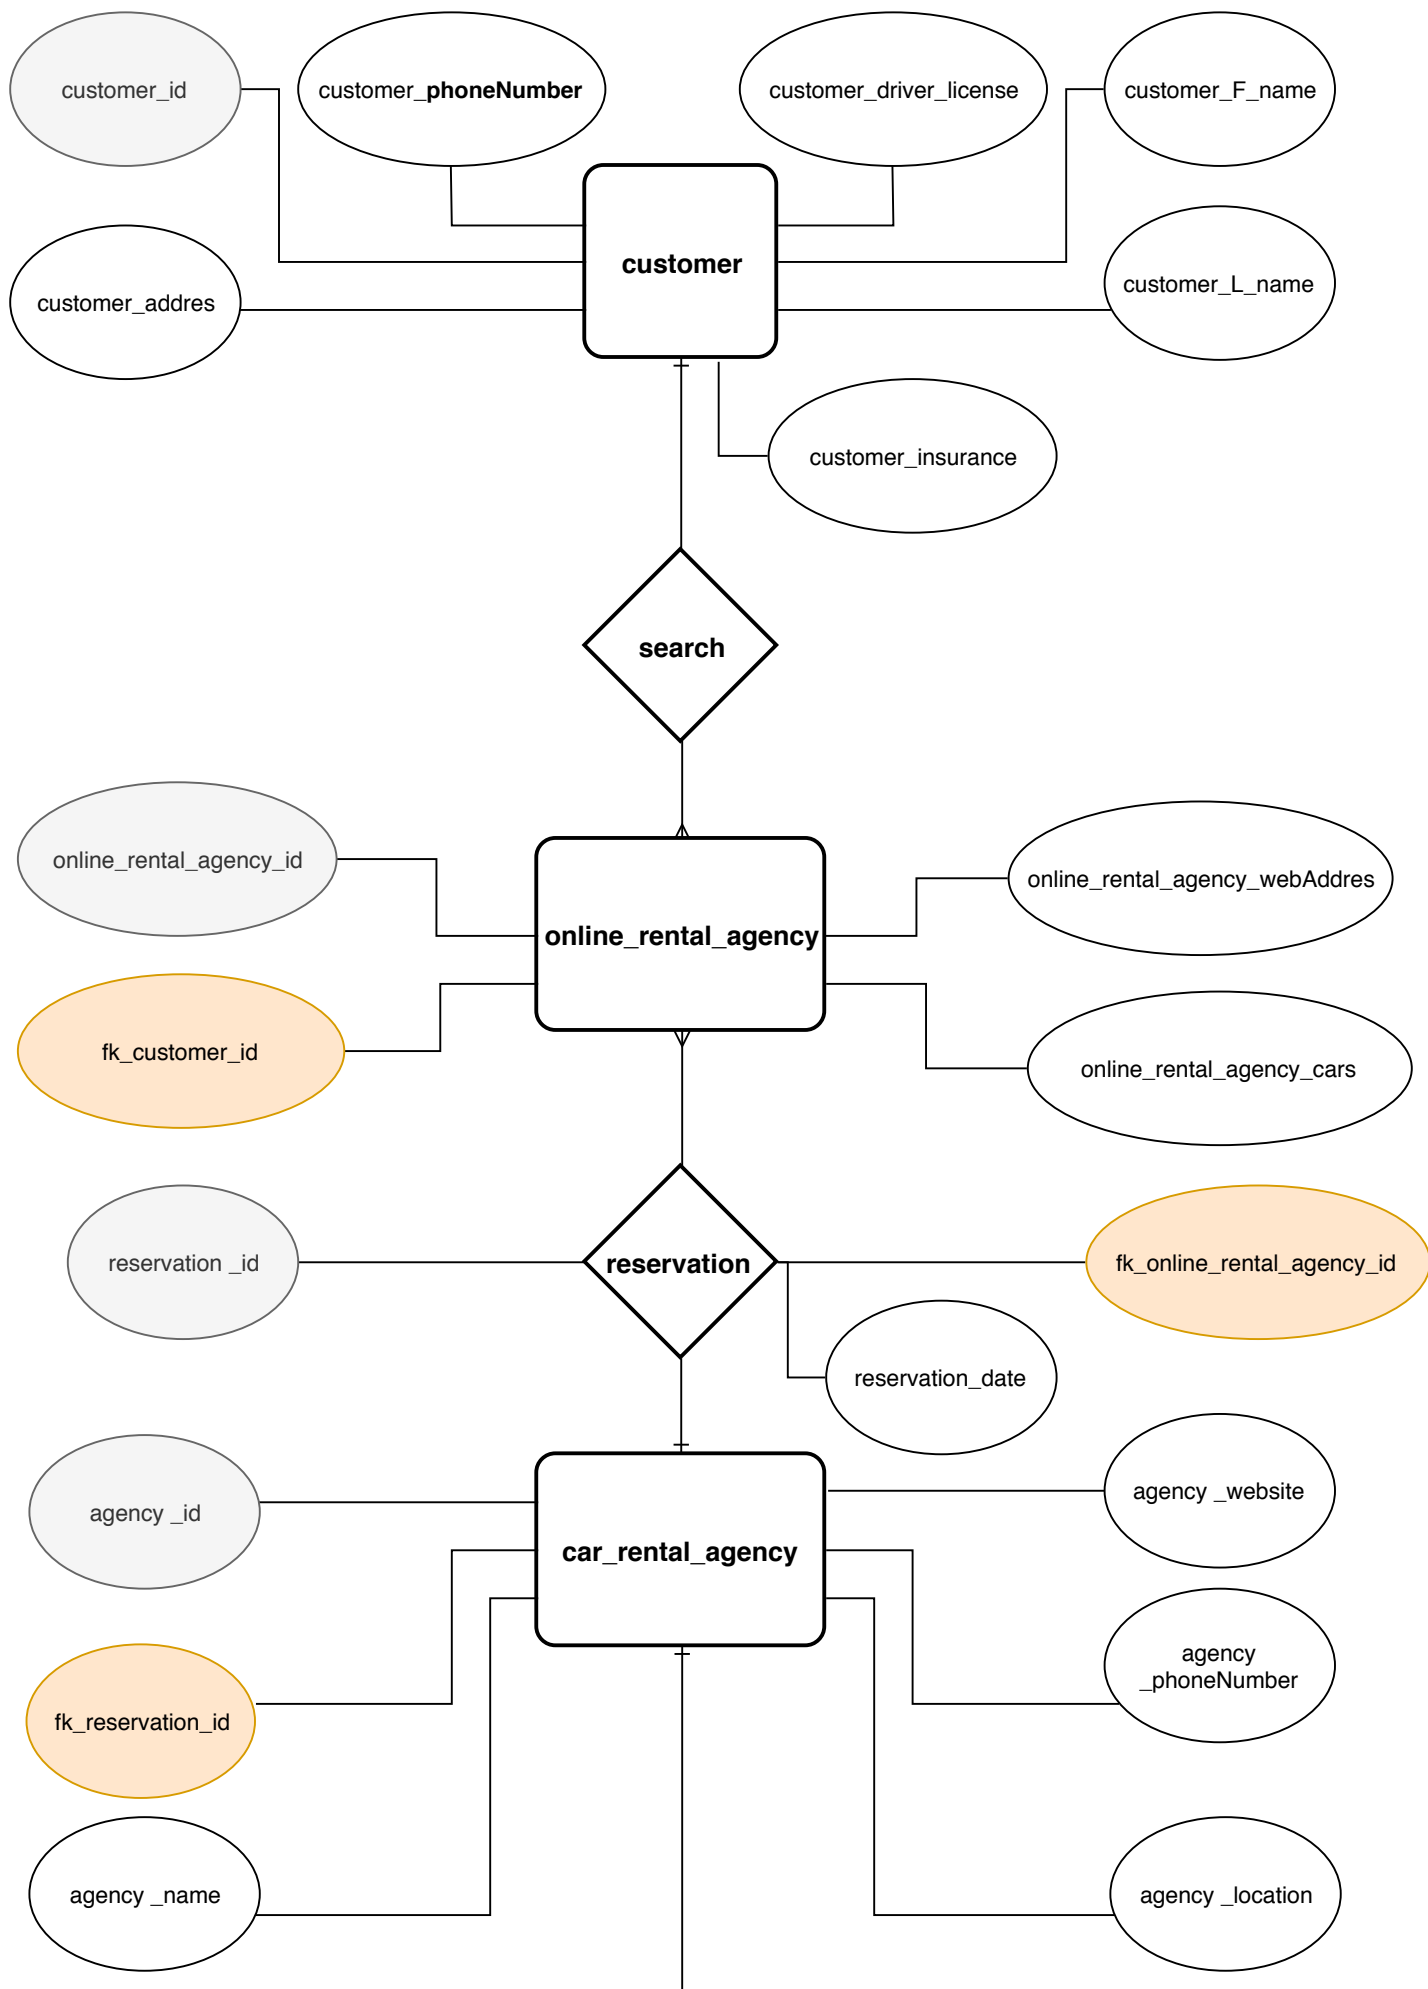 customer_id
customer_phoneNumber
customer_driver_license
customer_F_name
customer
customer_addres
customer_L_name
customer_insurance
search
online_rental_agency_id
online_rental_agency_webAddres
online_rental_agency
fk_customer_id
online_rental_agency_cars
reservation _id
reservation
fk_online_rental_agency_id
reservation_date
agency _id
agency _website
car_rental_agency
agency
_phoneNumber
fk_reservation_id
agency _name
agency _location